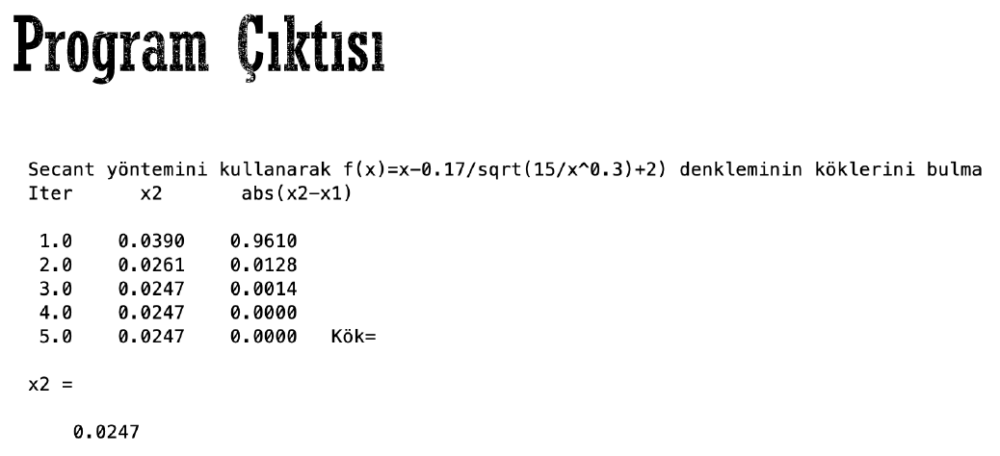 Program Çıktısı
Secant yöntemini kullanarak f(x)=x-0.17/sqrt(15/x^0.3)+2) denkleminin köklerini bulma
Iter x2 abs(x2-x1)
1.0 0.0390 0.9610
2.0 0.0261 0.0128
3.0 0.0247 0.0014
4.0 0.0247 0.0000
5.0 0.0247 0.0000 Kök=
x2 =
0.0247